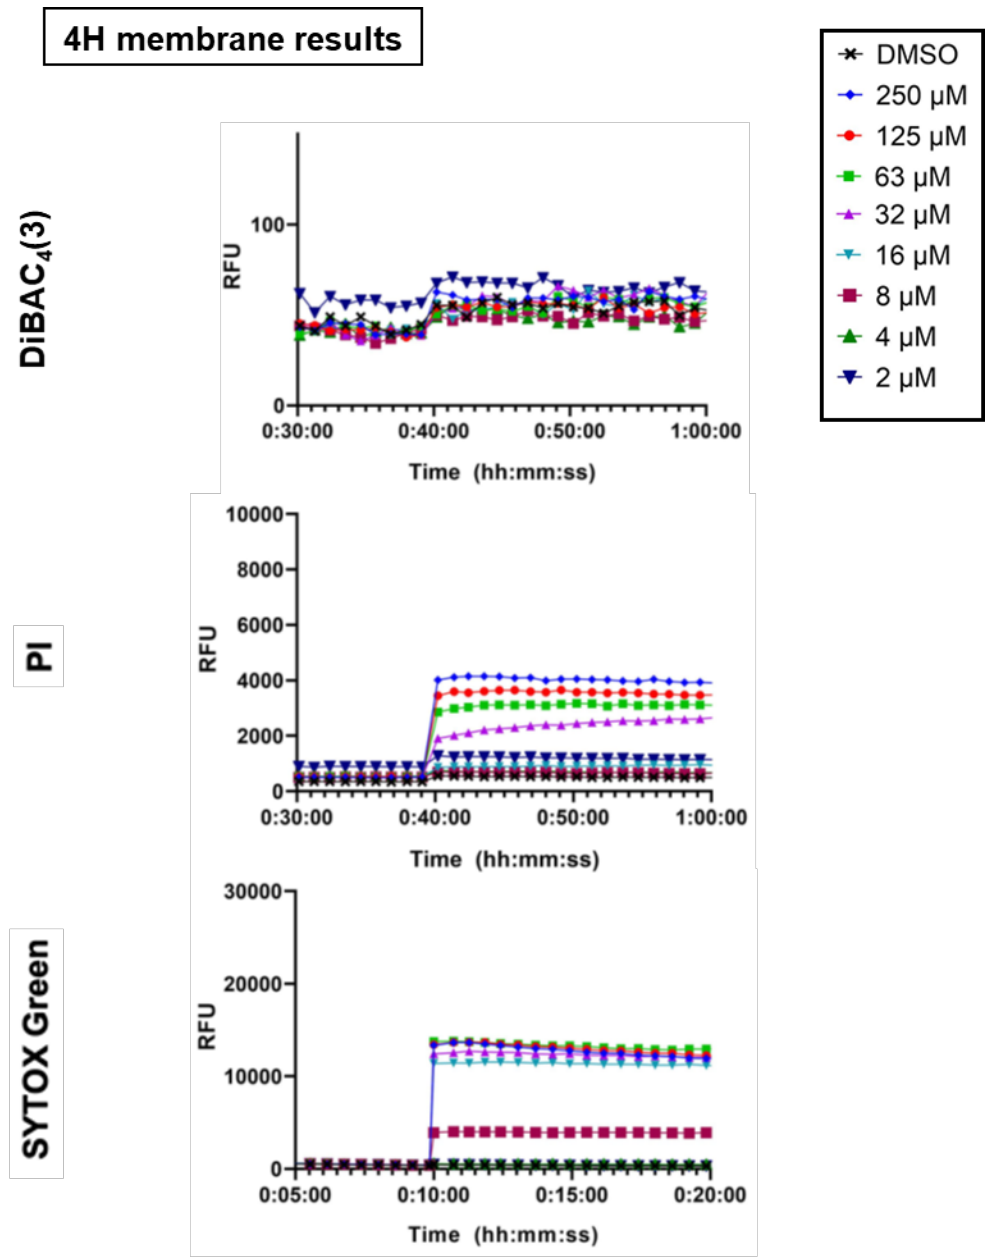 4H membrane results
DMSO
250 µM
125 µM
63 µM
32 µM
16 µM
8 µM
4 µM
2 µM
DiBAC4(3)
RFU
100
0
0:30:00 0:40:00 0:50:00 1:00:00
Time (hh:mm:ss)
PI
RFU
10000
8000
6000
4000
2000
0
0:30:00 0:40:00 0:50:00 1:00:00
Time (hh:mm:ss)
SYTOX Green
RFU
30000
20000
10000
0
0:05:00 0:10:00 0:15:00 0:20:00
Time (hh:mm:ss)